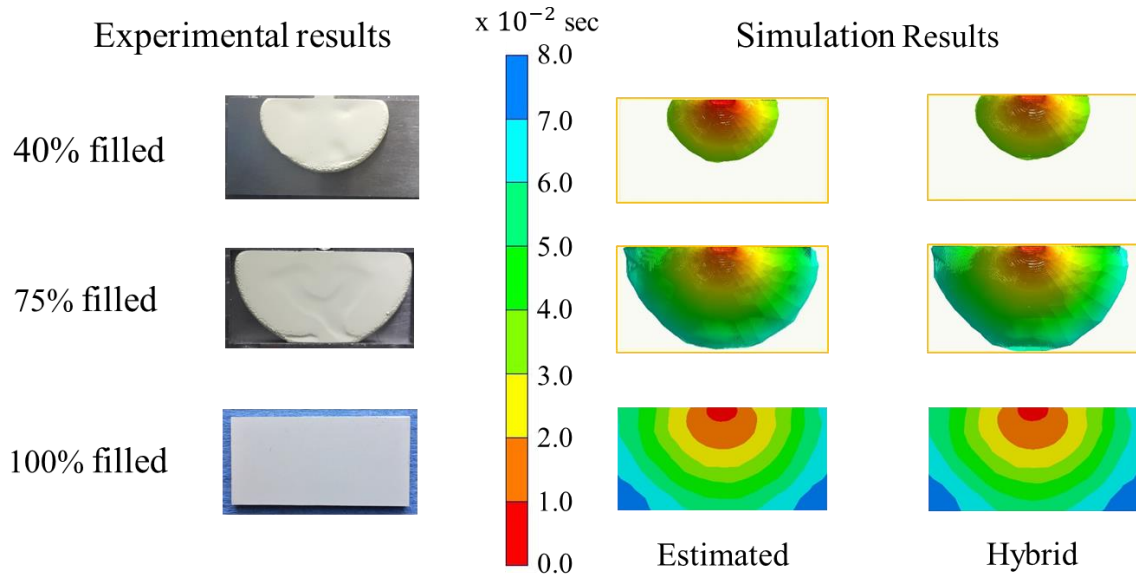 Experimental results
x 10⁻² sec
Simulation Results
40% filled
75% filled
100% filled
8.0
7.0
6.0
5.0
4.0
3.0
2.0
1.0
0.0
Estimated
Hybrid